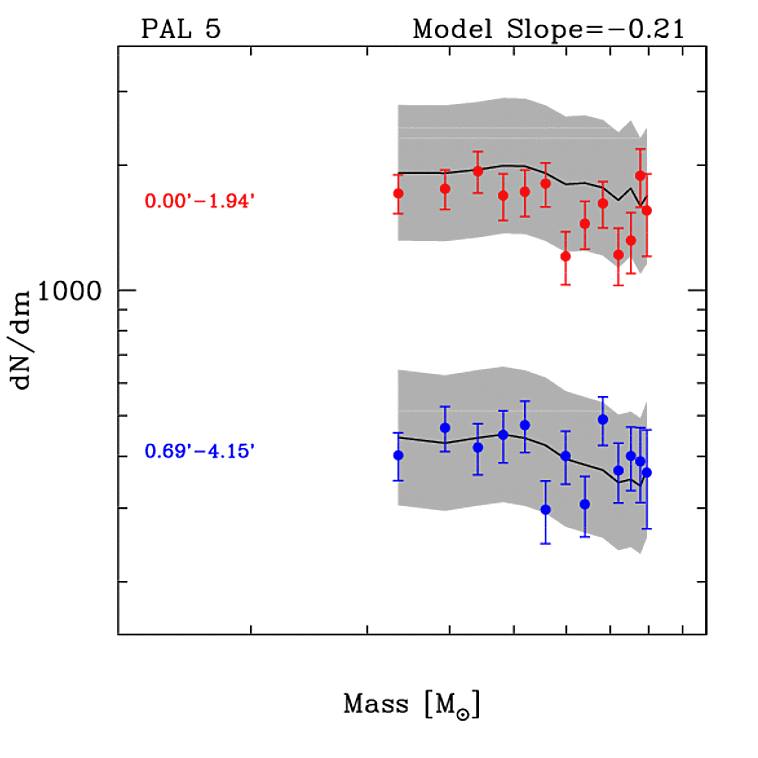 PAL 5
Model Slope=−0.21
0.00'−1.94'
1000
dN/dm
0.69'−4.15'
Mass [M⊙]